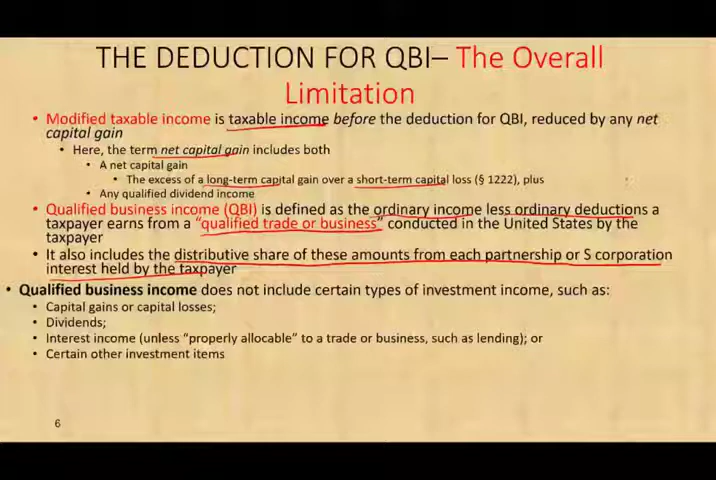 THE DEDUCTION FOR QBI– The Overall
Limitation
• Modified taxable income is taxable income before the deduction for QBI, reduced by any net
capital gain
• Here, the term net capital gain includes both
• A net capital gain
• The excess of a long-term capital gain over a short-term capital loss (§ 1222), plus
• Any qualified dividend income
• Qualified business income (QBI) is defined as the ordinary income less ordinary deductions a
taxpayer earns from a “qualified trade or business” conducted in the United States by the
taxpayer
• It also includes the distributive share of these amounts from each partnership or S corporation
interest held by the taxpayer
• Qualified business income does not include certain types of investment income, such as:
• Capital gains or capital losses;
• Dividends;
• Interest income (unless “properly allocable” to a trade or business, such as lending); or
• Certain other investment items
6